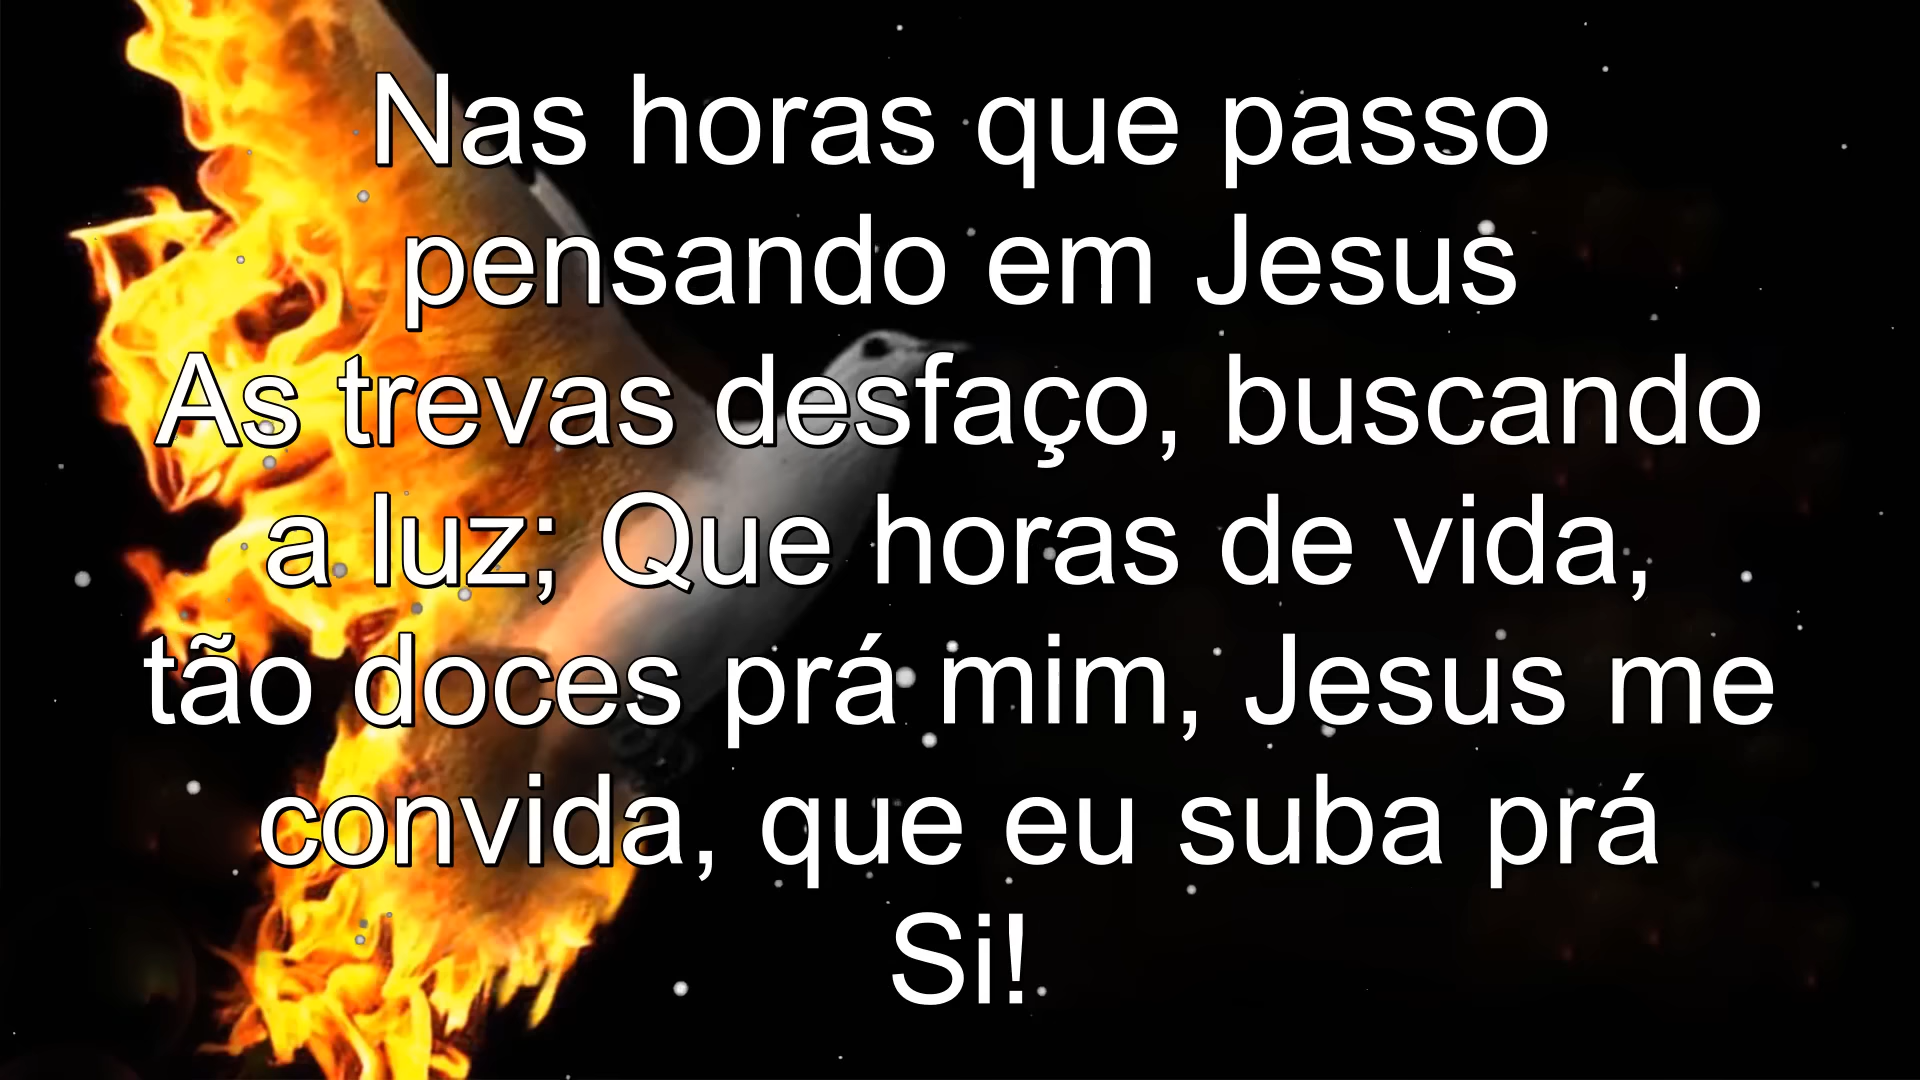 Nas horas que passo
pensando em Jesus
As trevas desfaço, buscando
a luz; Que horas de vida,
tão doces prá mim, Jesus me
convida, que eu suba prá
Si!